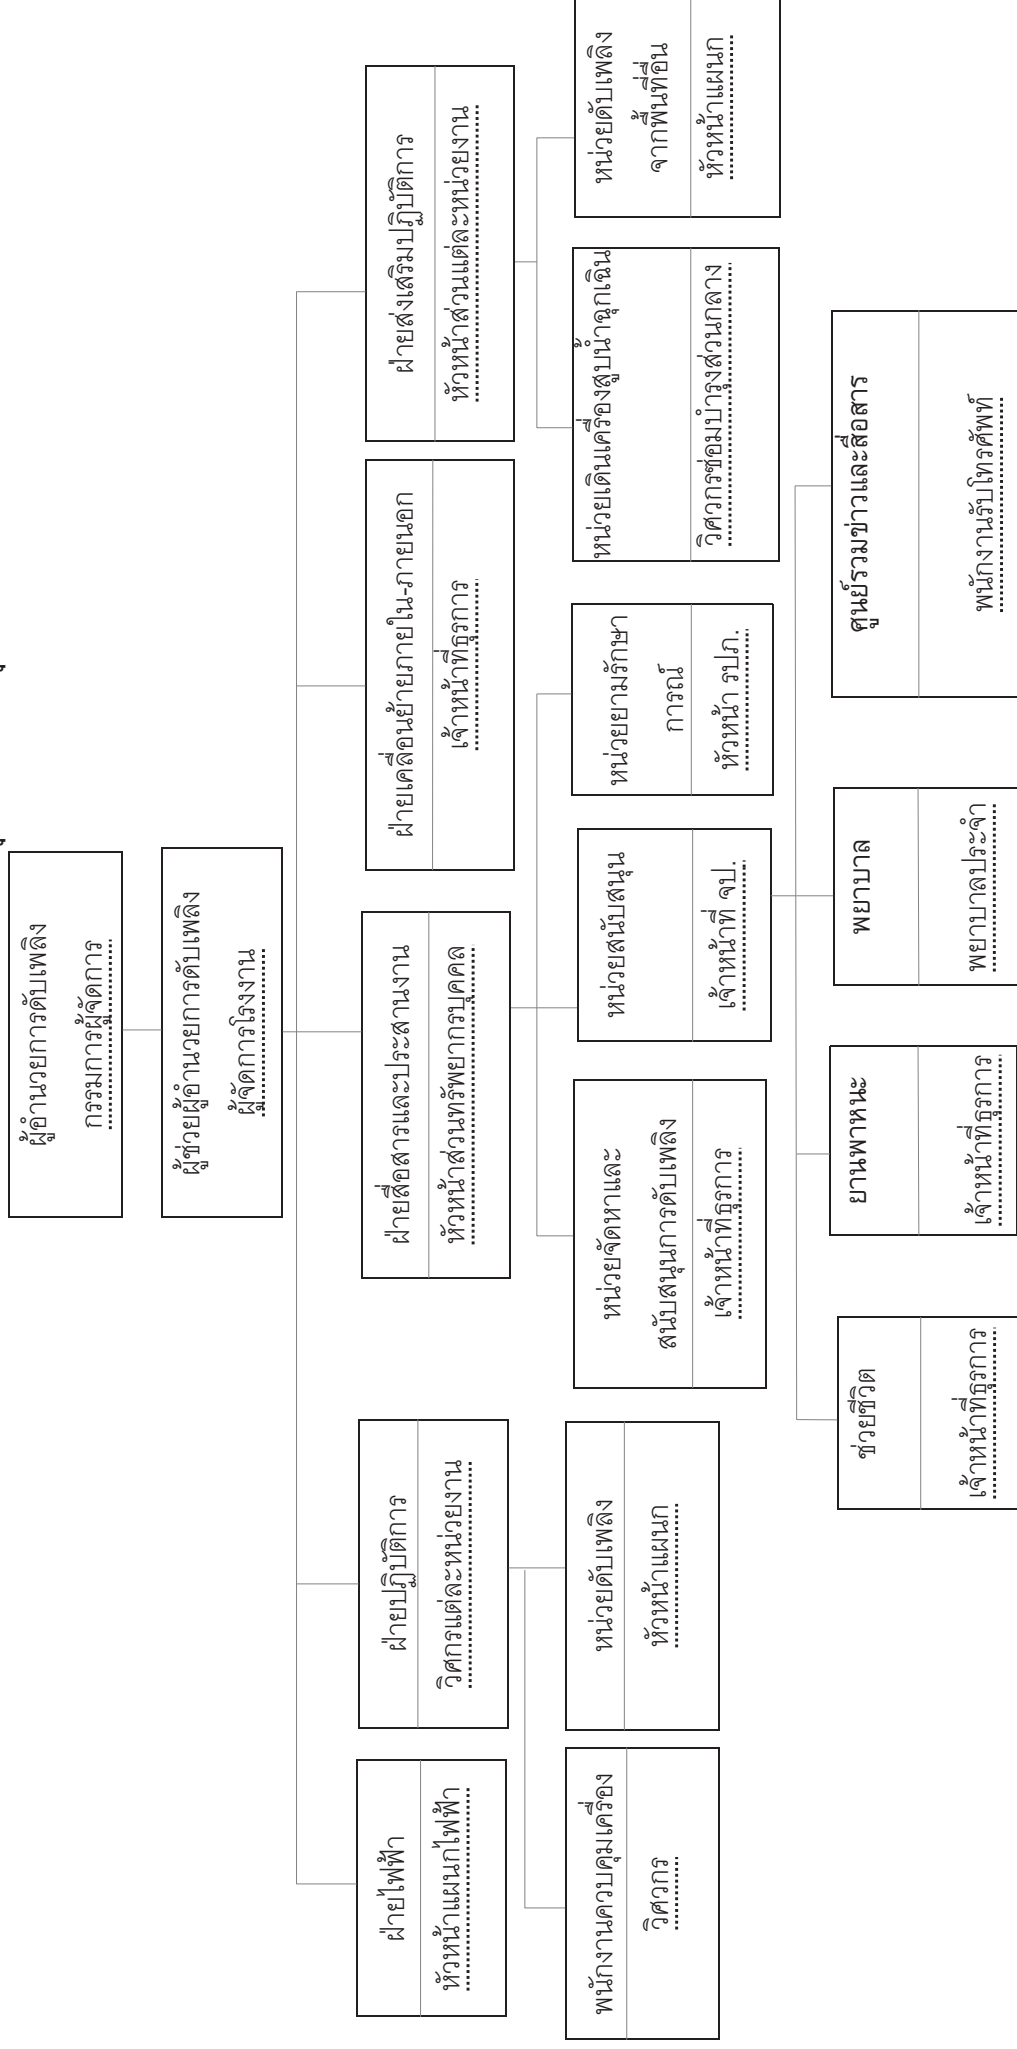 ผู้อำนวยการดับเพลิง
กรรมการผู้จัดการ
ผู้ช่วยผู้อำนวยการดับเพลิง
ผู้จัดการโรงงาน
ฝ่ายไฟฟ้า
หัวหน้าแผนกไฟฟ้า
ฝ่ายปฏิบัติการ
วิศกรแต่ละหน่วยงาน
ฝ่ายสื่อสารและประสานงาน
หัวหน้าส่วนทรัพยากรบุคคล
ฝ่ายเคลื่อนย้ายภายใน-ภายนอก
เจ้าหน้าที่ธุรการ
ฝ่ายส่งเสริมปฏิบัติการ
หัวหน้าส่วนแต่ละหน่วยงาน
พนักงานควบคุมเครื่อง
วิศวกร
หน่วยดับเพลิง
หัวหน้าแผนก
หน่วยจัดหาและ
สนับสนุนการดับเพลิง
เจ้าหน้าที่ธุรการ
หน่วยสนับสนุน
เจ้าหน้าที่ จป.
หน่วยยามรักษา
การณ์
หัวหน้า รปภ.
หน่วยเดินเครื่องสูบน้ำฉุกเฉิน
วิศวกรซ่อมบำรุงส่วนกลาง
หน่วยดับเพลิง
จากพื้นที่อื่น
หัวหน้าแผนก
ช่วยชีวิต
เจ้าหน้าที่ธุรการ
ยานพาหนะ
เจ้าหน้าที่ธุรการ
พยาบาล
พยาบาลประจำ
ศูนย์รวมข่าวและสื่อสาร
พนักงานรับโทรศัพท์